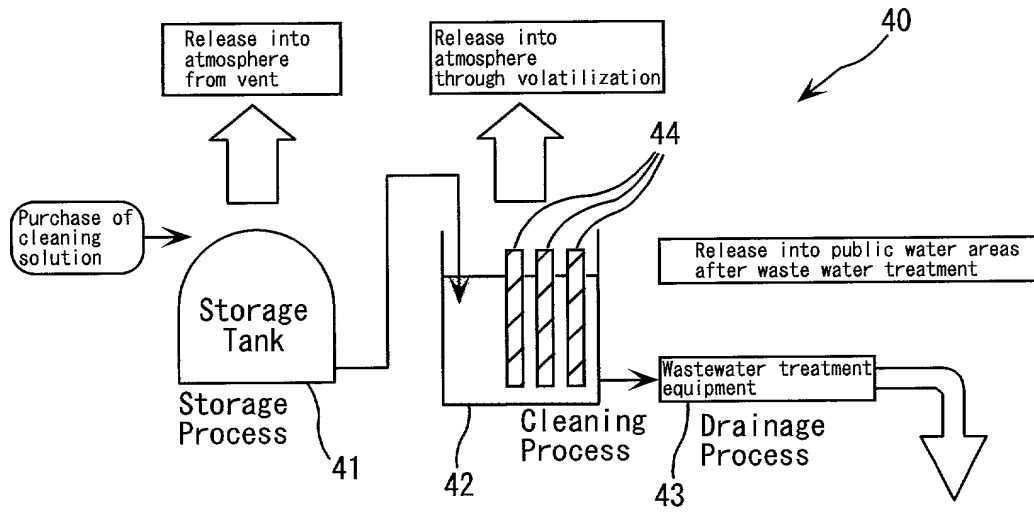 Release into
atmosphere
from vent
Release into
atmosphere
through volatilization
40
44
Purchase of
cleaning
solution
Release into public water areas
after waste water treatment
Storage
Tank
Wastewater treatment
equipment
Storage
Process
Cleaning
Process
Drainage
Process
41
42
43